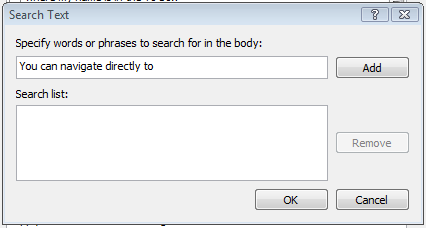 Search Text
Specify words or phrases to search for in the body:
You can navigate directly to
Add
Search list:
Remove
OK
Cancel